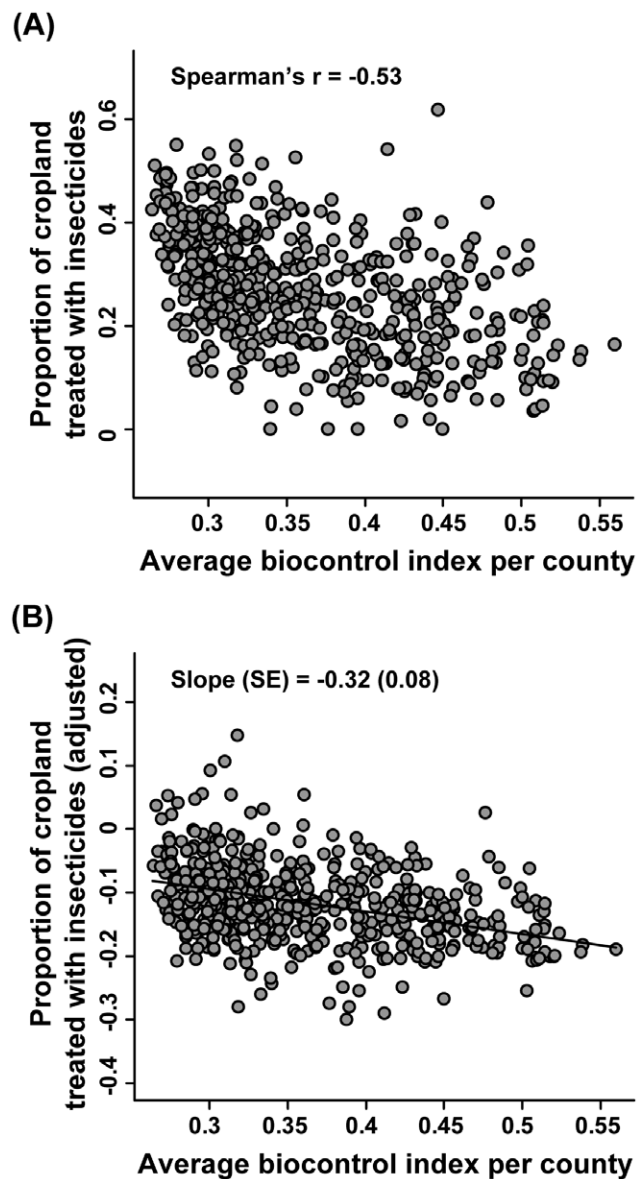 (A)
Spearman's r = -0.53
Proportion of cropland
treated with insecticides
0.6
0.4
0.2
0
0.3 0.35 0.4 0.45 0.5 0.55
Average biocontrol index per county
(B)
Slope (SE) = -0.32 (0.08)
Proportion of cropland
treated with insecticides (adjusted)
0.2
0.1
0
-0.1
-0.2
-0.3
-0.4
0.3 0.35 0.4 0.45 0.5 0.55
Average biocontrol index per county